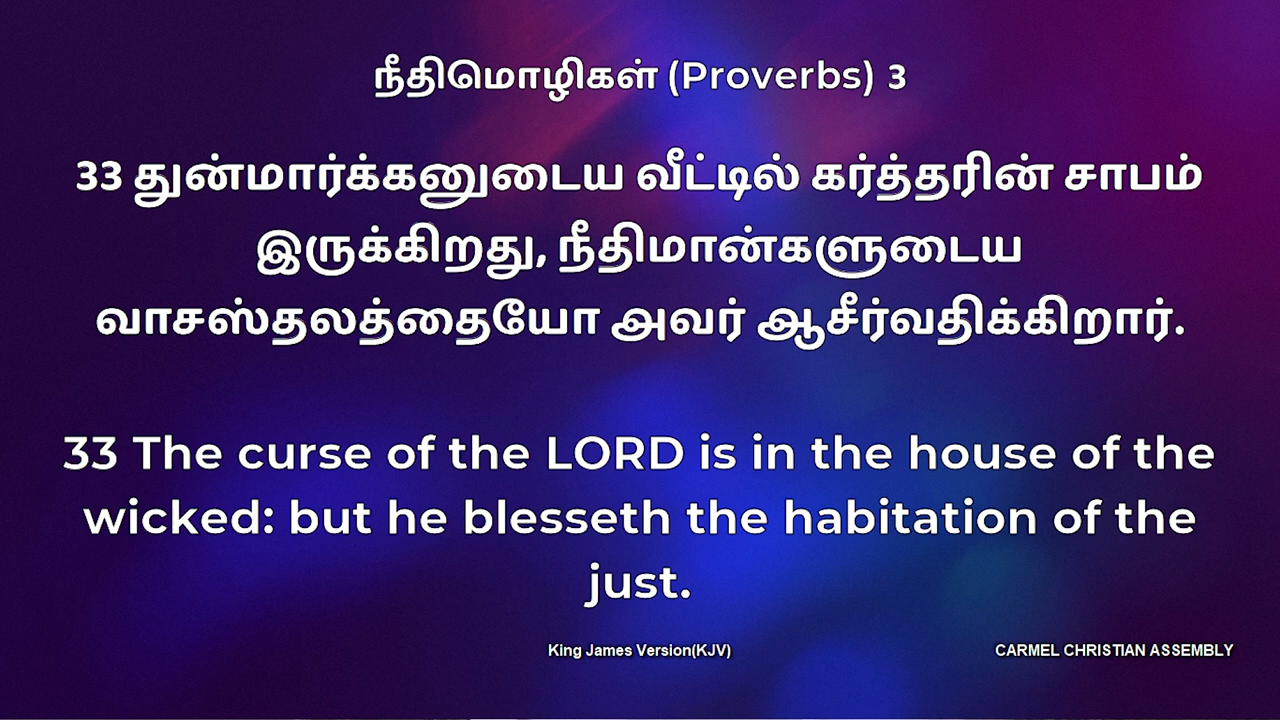 நீதிமொழிகள் (Proverbs) 3
33 துன்மார்க்கனுடைய வீட்டில் கர்த்தரின் சாபம்
இருக்கிறது, நீதிமான்களுடைய
வாசஸ்தலத்தையோ அவர் ஆசீர்வதிக்கிறார்.
33 The curse of the LORD is in the house of the
wicked: but he blesseth the habitation of the
just.
King James Version(KJV)
CARMEL CHRISTIAN ASSEMBLY